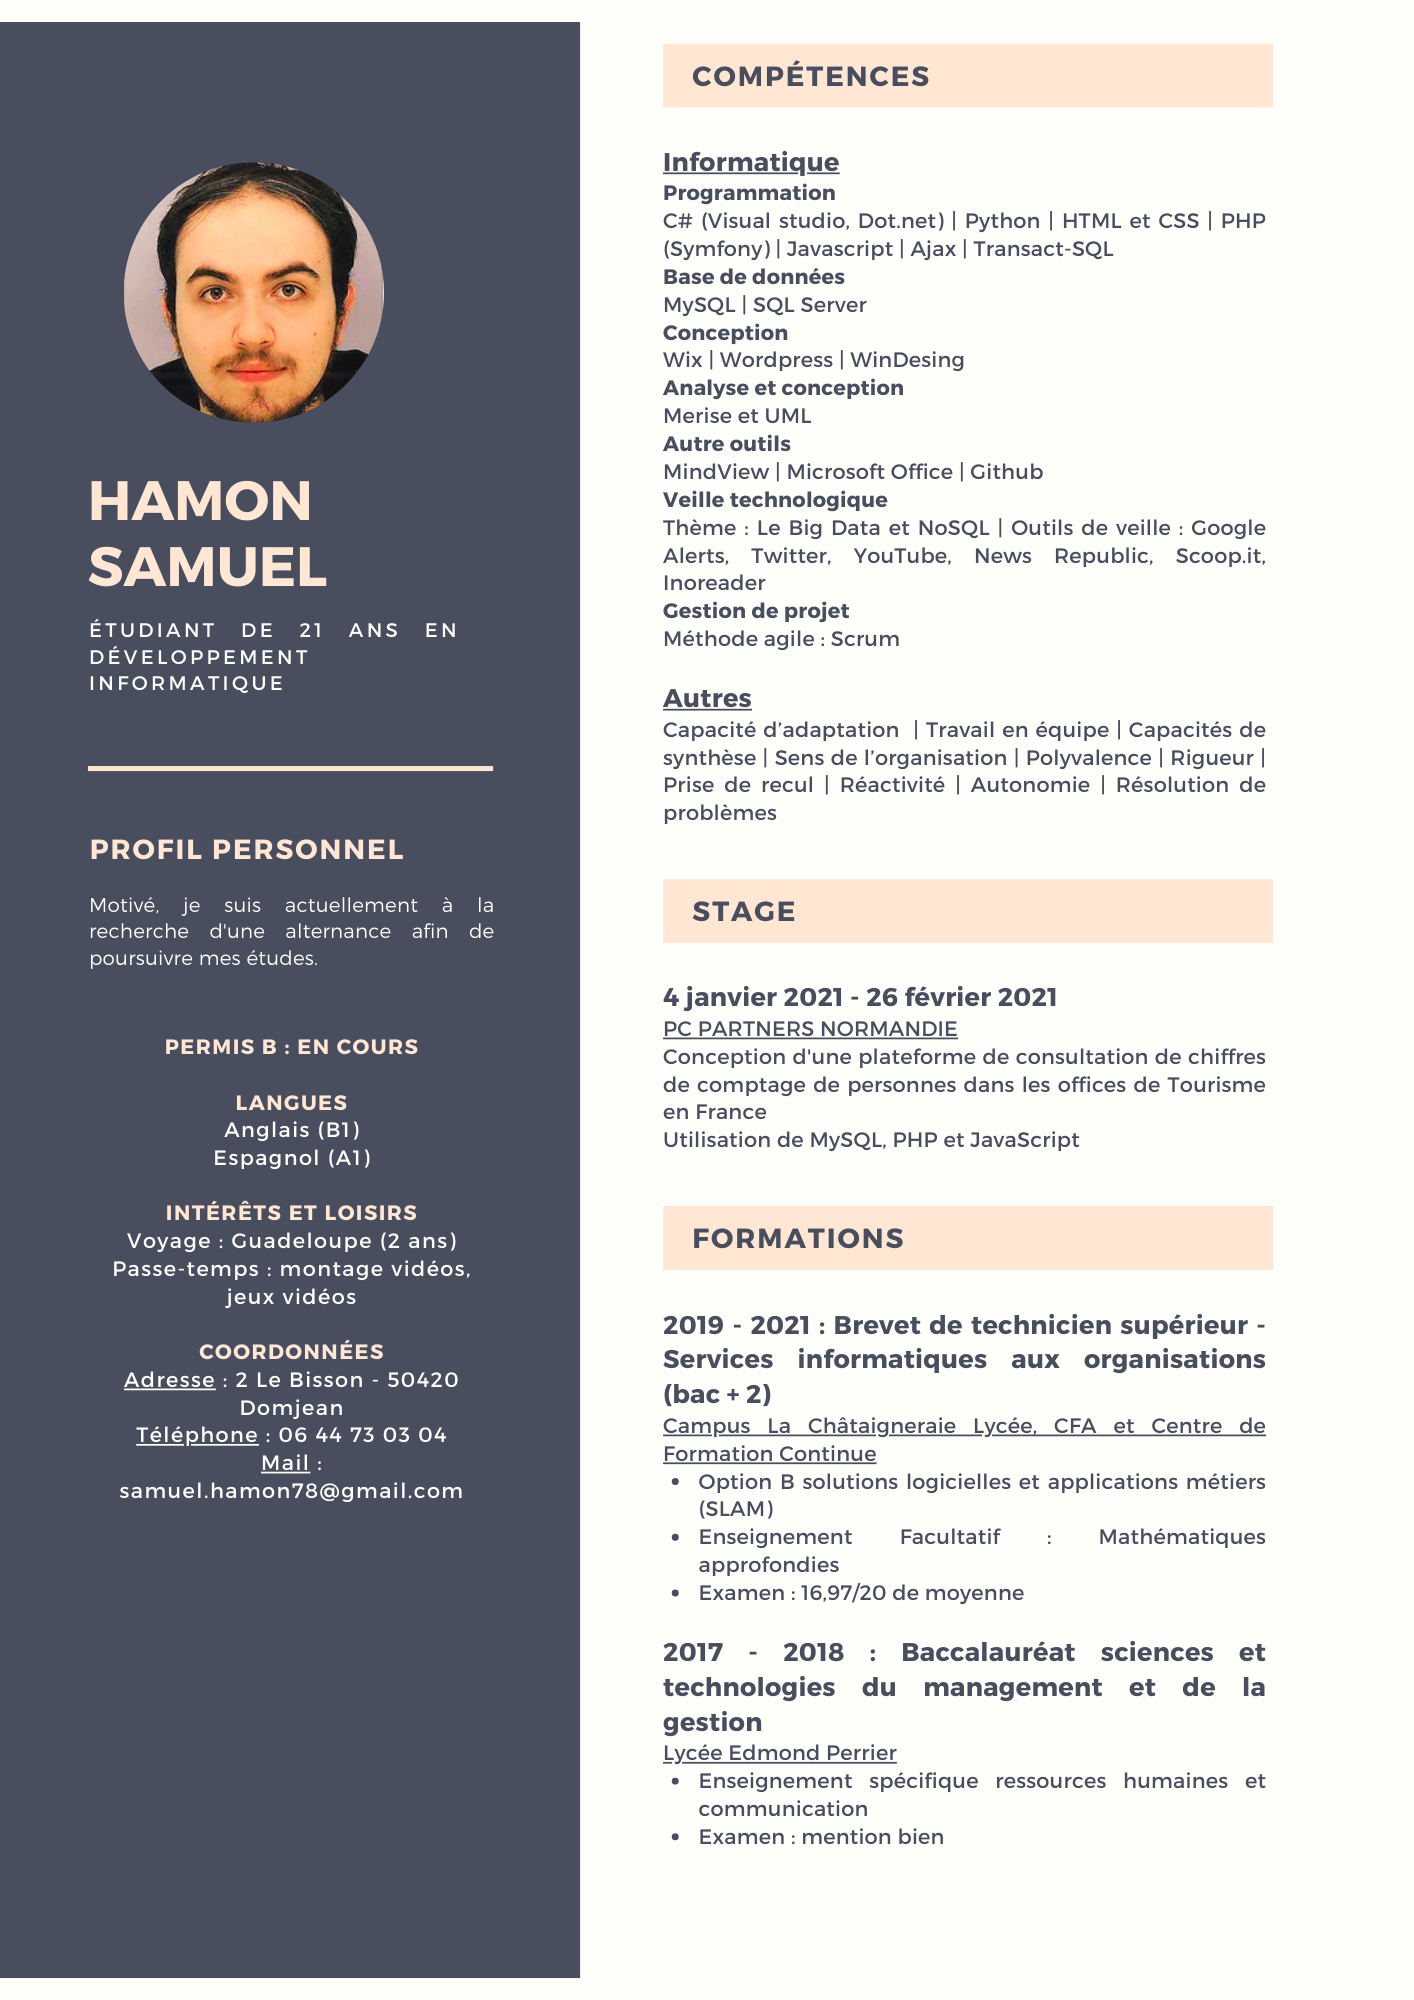 HAMON
SAMUEL
ÉTUDIANT DE 21 ANS EN
DÉVELOPPEMENT
INFORMATIQUE
PROFIL PERSONNEL
Motivé, je suis actuellement à la
recherche d'une alternance afin de
poursuivre mes études.
PERMIS B : EN COURS
LANGUES
Anglais (B1)
Espagnol (A1)
INTÉRÊTS ET LOISIRS
Voyage : Guadeloupe (2 ans)
Passe-temps : montage vidéos,
jeux vidéos
COORDONNÉES
Adresse : 2 Le Bisson - 50420
Domjean
Téléphone : 06 44 73 03 04
Mail :
samuel.hamon78@gmail.com
COMPÉTENCES
Informatique
Programmation
C# (Visual studio, Dot.net) | Python | HTML et CSS | PHP
(Symfony) | Javascript | Ajax | Transact-SQL
Base de données
MySQL | SQL Server
Conception
Wix | Wordpress | WinDesing
Analyse et conception
Merise et UML
Autre outils
MindView | Microsoft Office | Github
Veille technologique
Thème : Le Big Data et NoSQL | Outils de veille : Google
Alerts, Twitter, YouTube, News Republic, Scoop.it,
Inoreader
Gestion de projet
Méthode agile : Scrum
Autres
Capacité d’adaptation | Travail en équipe | Capacités de
synthèse | Sens de l’organisation | Polyvalence | Rigueur |
Prise de recul | Réactivité | Autonomie | Résolution de
problèmes
STAGE
4 janvier 2021 - 26 février 2021
PC PARTNERS NORMANDIE
Conception d'une plateforme de consultation de chiffres
de comptage de personnes dans les offices de Tourisme
en France
Utilisation de MySQL, PHP et JavaScript
FORMATIONS
2019 - 2021 : Brevet de technicien supérieur -
Services informatiques aux organisations
(bac + 2)
Campus La Châtaigneraie Lycée, CFA et Centre de
Formation Continue
• Option B solutions logicielles et applications métiers
(SLAM)
• Enseignement Facultatif : Mathématiques
approfondies
• Examen : 16,97/20 de moyenne
2017 - 2018 : Baccalauréat sciences et
technologies du management et de la
gestion
Lycée Edmond Perrier
• Enseignement spécifique ressources humaines et
communication
• Examen : mention bien